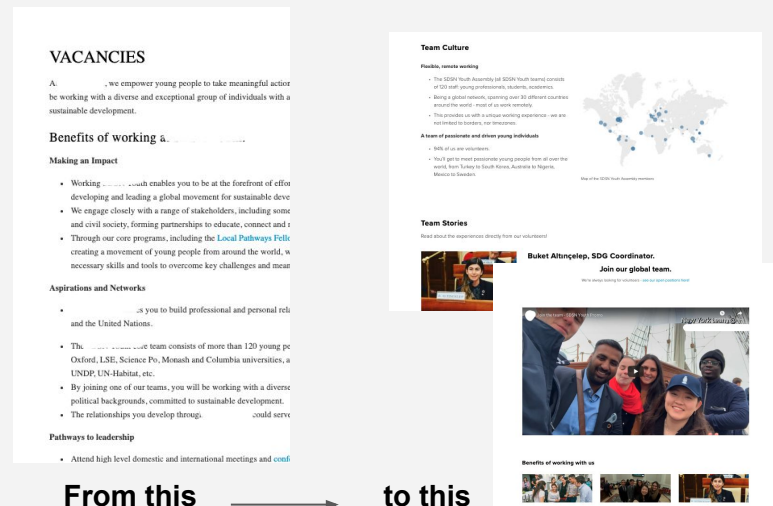 VACANCIES
A. , we empower young people to take meaningful action
be working with a diverse and exceptional group of individuals with a
sustainable development.
Benefits of working a
Making an Impact
Working enables you to be at the forefront of effor
developing and leading a global movement for sustainable deve
We engage closely with a range of stakeholders, including some
and civil society, forming partnerships to educate, connect and
Through our core programs, including the Local Pathways Fello
creating a movement of young people from around the world, w
necessary skills and tools to overcome key challenges and mean
Aspirations and Networks
s you to build professional and personal rela
and the United Nations.
team consists of more than 120 young pe
Oxford, LSE, Science Po, Monash and Columbia universities, a
UNDP, UN-Habitat, etc.
By joining one of our teams, you will be working with a diverse
political backgrounds, committed to sustainable development.
The relationships you develop throug could serve
Pathways to leadership
Attend high level domestic and international meetings and conf
Team Culture
Flexible, remote working
The SDSN Youth Assembly (all SDSN Youth teams) consists
of 120 staff: young professionals, students, academics.
Being a global network, spanning over 30 different countries
around the world - most of us work remotely.
This provides us with a unique working experience - we are
not limited to borders, nor timezones.
A team of passionate and driven young individuals
94% of us are volunteers.
You'll get to meet passionate young people from all over the
world, from Turkey to South Korea, Australia to Nigeria,
Mexico to Sweden.
Map of the SDSN Youth Assembly members
Team Stories
Read about the experiences directly from our volunteers!
Buket Altınçelep, SDG Coordinator.
Join our global team.
We're always looking for volunteers - see our open positions here!
Join the team - SDSN Youth
New York team
Benefits of working with us
From this
to this